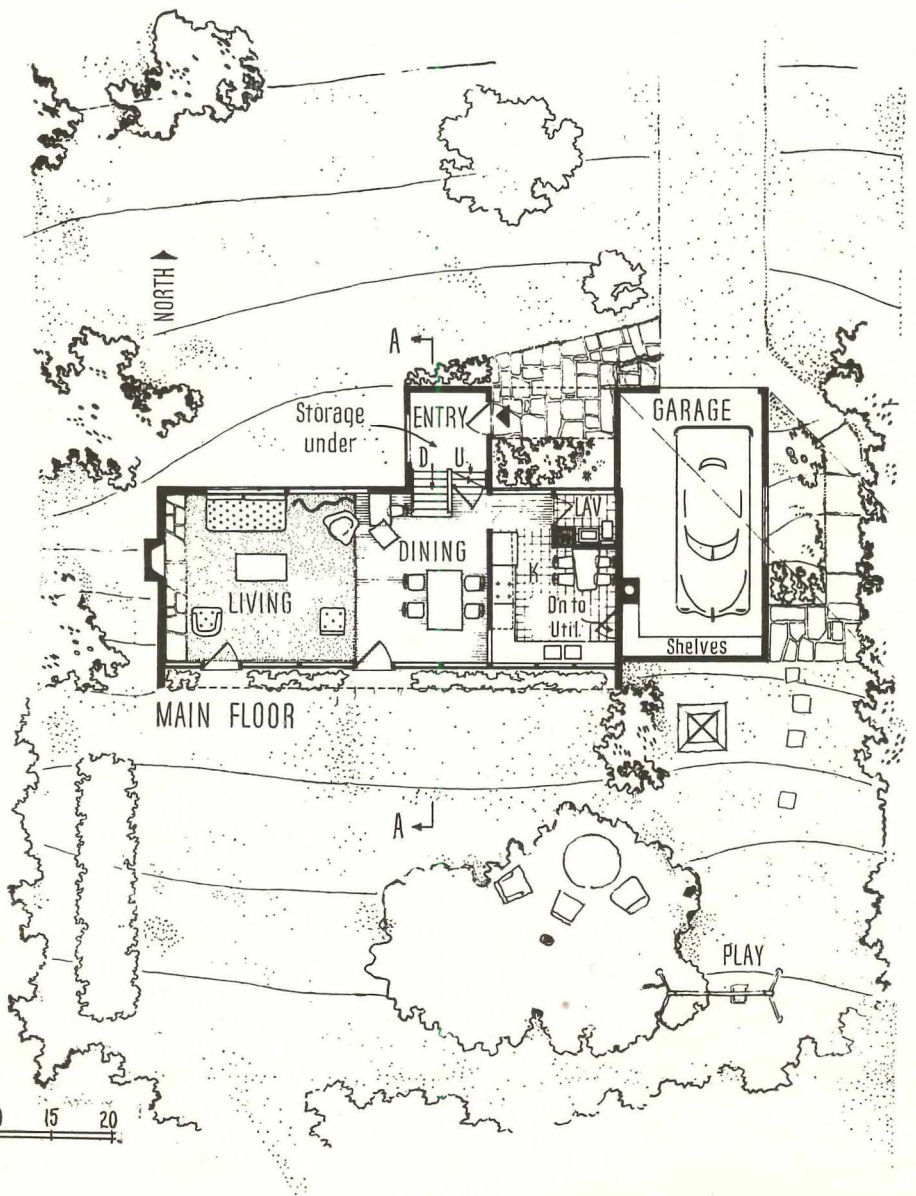 NORTH
A
Storage
under
ENTRY
D.
U.
GARAGE
LAV
DINING
K
LIVING
Dn to
Util.
Shelves
MAIN FLOOR
A
PLAY
15
20